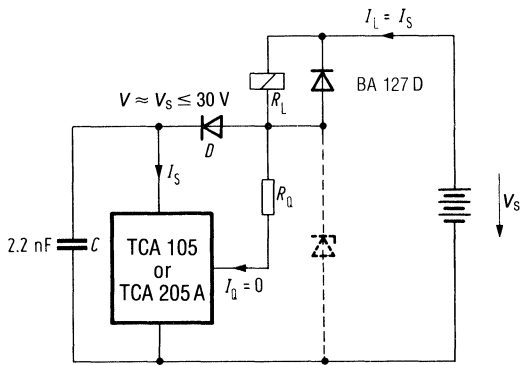 I_L = I_S
BA 127 D
R_L
V ≈ V_S ≤ 30 V
D
I_S
R_Q
V_S
2.2 nF
C
TCA 105
or
TCA 205 A
I_Q = 0